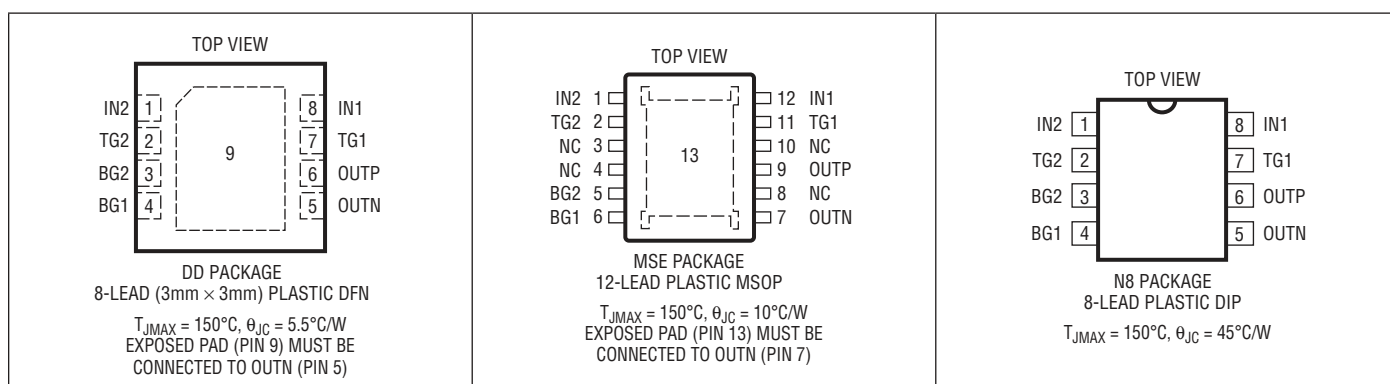 TOP VIEW
IN2 1
TG2 2
BG2 3
BG1 4
9
8 IN1
7 TG1
6 OUTP
5 OUTN
DD PACKAGE
8-LEAD (3mm × 3mm) PLASTIC DFN
TJMAX = 150°C, θJC = 5.5°C/W
EXPOSED PAD (PIN 9) MUST BE
CONNECTED TO OUTN (PIN 5)
TOP VIEW
IN2 1
TG2 2
NC 3
NC 4
BG2 5
BG1 6
13
12 IN1
11 TG1
10 NC
9 OUTP
8 NC
7 OUTN
MSE PACKAGE
12-LEAD PLASTIC MSOP
TJMAX = 150°C, θJC = 10°C/W
EXPOSED PAD (PIN 13) MUST BE
CONNECTED TO OUTN (PIN 7)
TOP VIEW
IN2 1
TG2 2
BG2 3
BG1 4
8 IN1
7 TG1
6 OUTP
5 OUTN
N8 PACKAGE
8-LEAD PLASTIC DIP
TJMAX = 150°C, θJC = 45°C/W